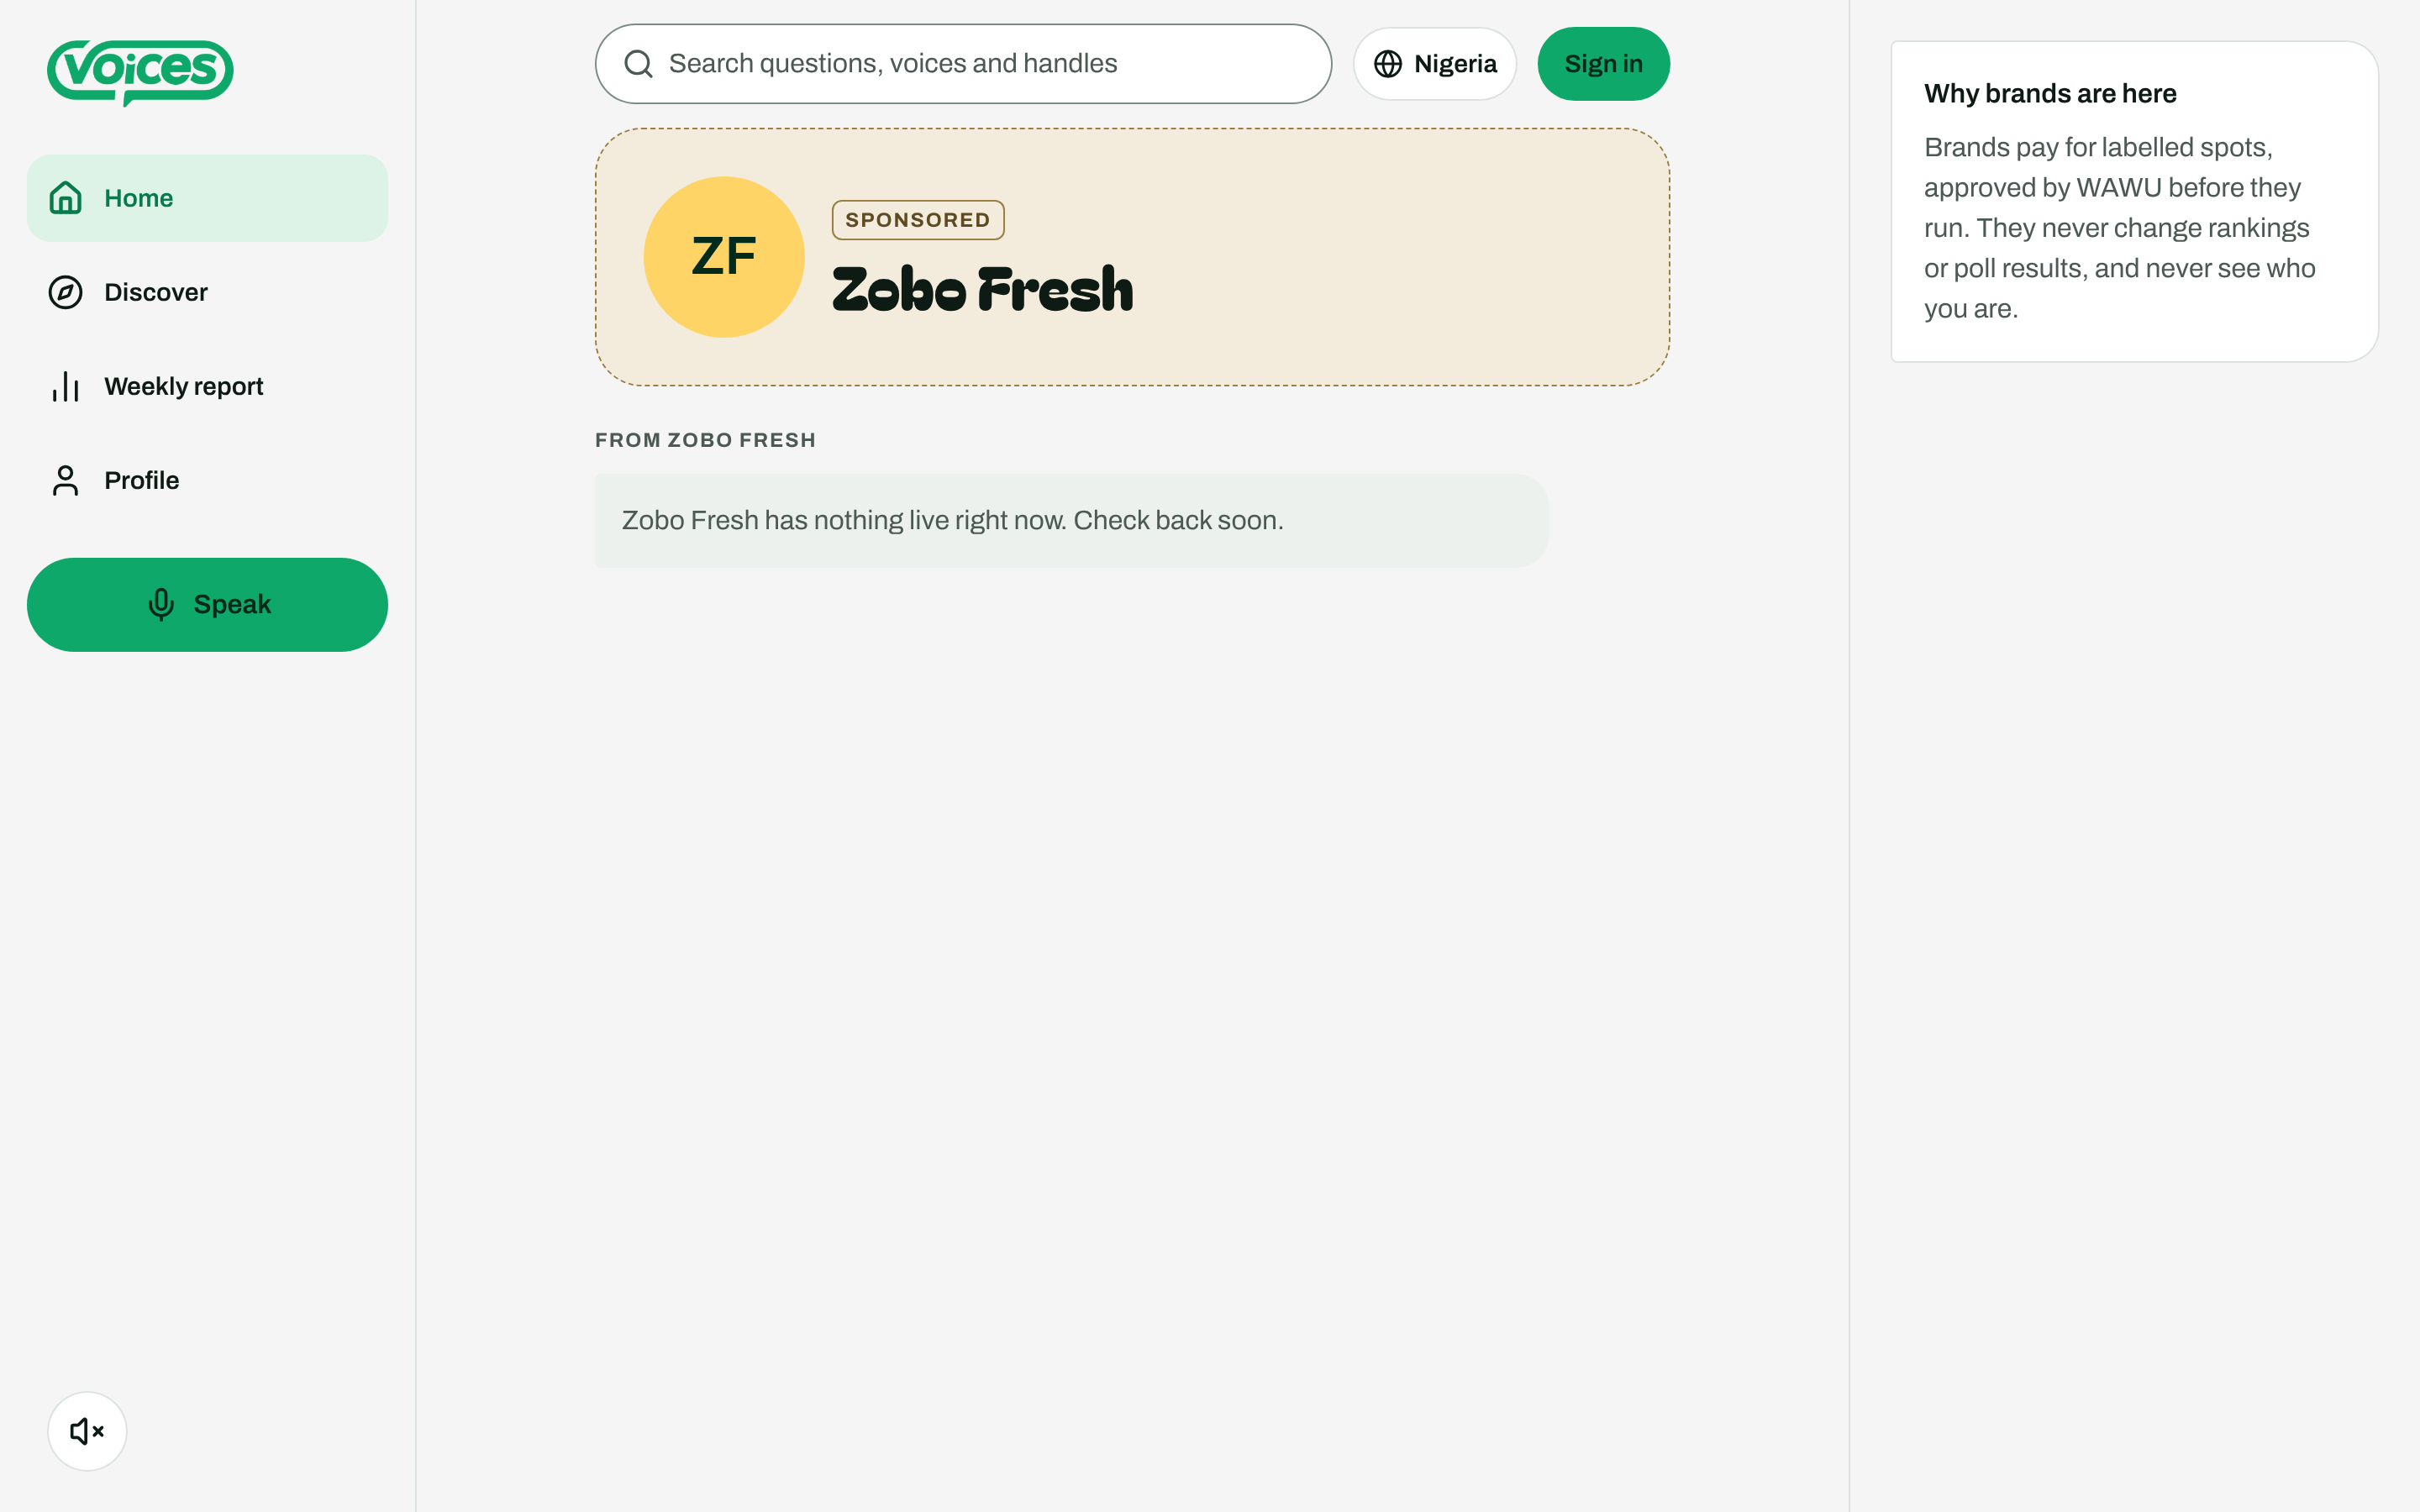 voices
Home
Discover
Weekly report
Profile
Speak
Search questions, voices and handles
Nigeria
Sign in
ZF
SPONSORED
Zobo Fresh
FROM ZOBO FRESH
Zobo Fresh has nothing live right now. Check back soon.
Why brands are here
Brands pay for labelled spots,
approved by WAWU before they
run. They never change rankings
or poll results, and never see who
you are.